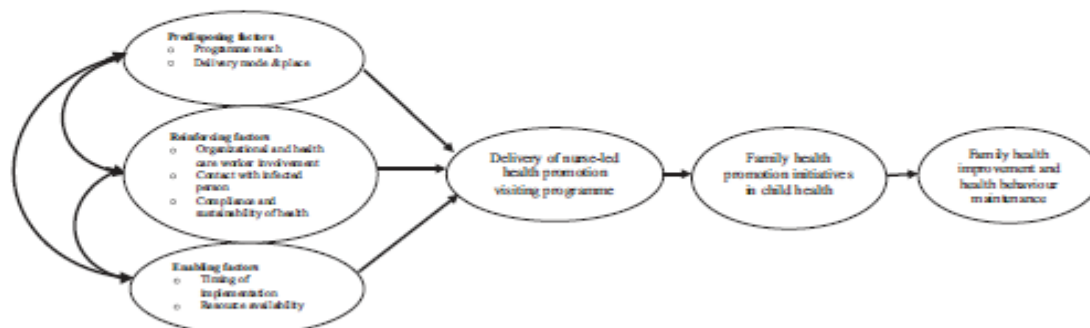 Predisposing factors
o Programme reach
o Delivery mode & place
Reinforcing factors
o Organizational and health
care worker involvement
o Contact with infected
person
o Compliance and
sustainability of health
Enabling factors
o Timing of
implementation
o Resource availability
Delivery of nurse-led
health promotion
visiting programme
Family health
promotion initiatives
in child health
Family health
improvement and
health behaviour
maintenance